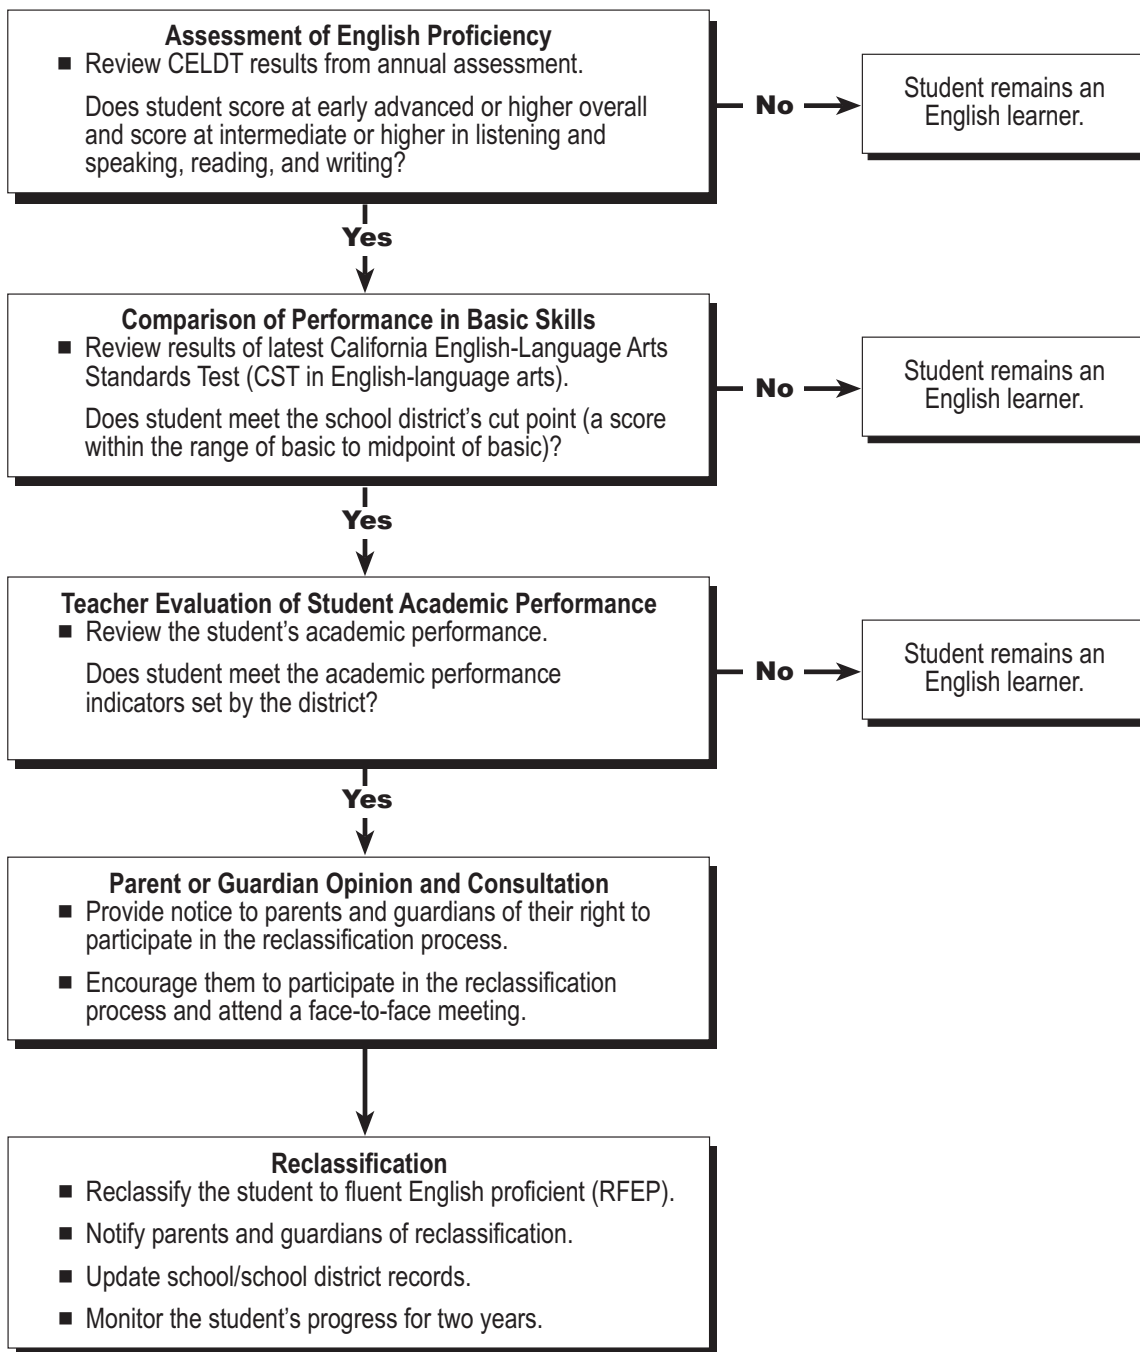 Assessment of English Proficiency
■ Review CELDT results from annual assessment.
Does student score at early advanced or higher overall
and score at intermediate or higher in listening and
speaking, reading, and writing?
No
Student remains an
English learner.
Yes
Comparison of Performance in Basic Skills
■ Review results of latest California English-Language Arts
Standards Test (CST in English-language arts).
Does student meet the school district's cut point (a score
within the range of basic to midpoint of basic)?
No
Student remains an
English learner.
Yes
Teacher Evaluation of Student Academic Performance
■ Review the student's academic performance.
Does student meet the academic performance
indicators set by the district?
No
Student remains an
English learner.
Yes
Parent or Guardian Opinion and Consultation
■ Provide notice to parents and guardians of their right to
participate in the reclassification process.
■ Encourage them to participate in the reclassification
process and attend a face-to-face meeting.
Reclassification
■ Reclassify the student to fluent English proficient (RFEP).
■ Notify parents and guardians of reclassification.
■ Update school/school district records.
■ Monitor the student's progress for two years.